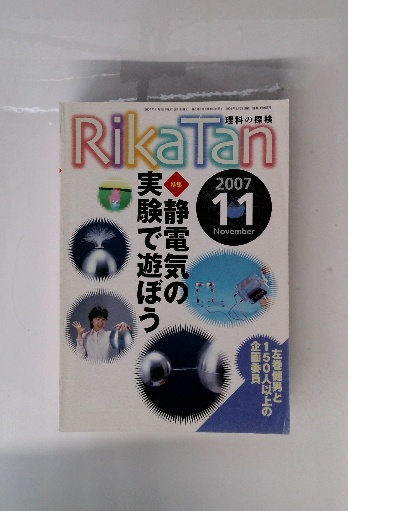 理科の探検
RikaTan
2007
11
November
特集
静電気の
実験で遊ぼう
左巻健男と
150人以上の
企画委員